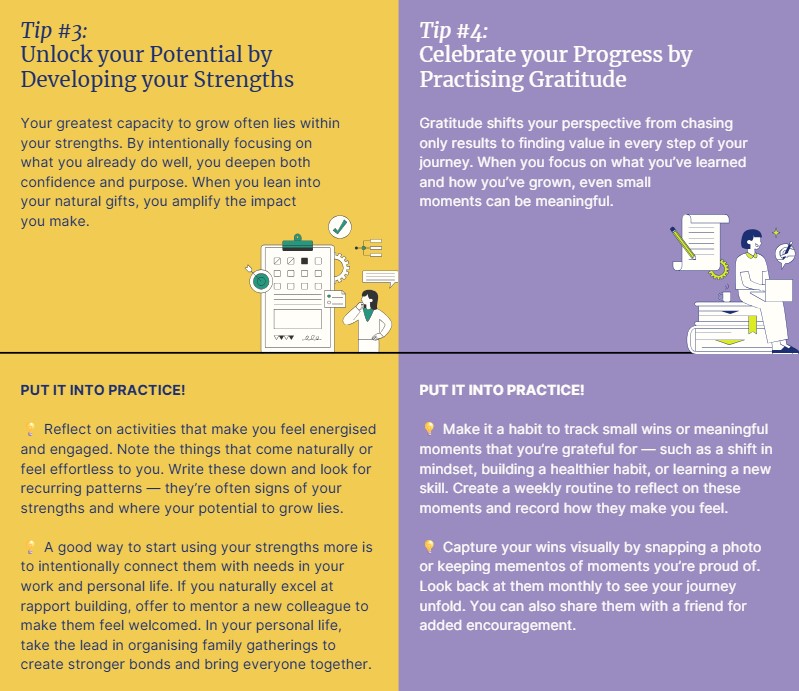 Tip #3:
Unlock your Potential by
Developing your Strengths
Your greatest capacity to grow often lies within
your strengths. By intentionally focusing on
what you already do well, you deepen both
confidence and purpose. When you lean into
your natural gifts, you amplify the impact
you make.
PUT IT INTO PRACTICE!
💡 Reflect on activities that make you feel energised
and engaged. Note the things that come naturally or
feel effortless to you. Write these down and look for
recurring patterns — they’re often signs of your
strengths and where your potential to grow lies.
💡 A good way to start using your strengths more is
to intentionally connect them with needs in your
work and personal life. If you naturally excel at
rapport building, offer to mentor a new colleague to
make them feel welcomed. In your personal life,
take the lead in organising family gatherings to
create stronger bonds and bring everyone together.
Tip #4:
Celebrate your Progress by
Practising Gratitude
Gratitude shifts your perspective from chasing
only results to finding value in every step of your
journey. When you focus on what you’ve learned
and how you’ve grown, even small
moments can be meaningful.
PUT IT INTO PRACTICE!
💡 Make it a habit to track small wins or meaningful
moments that you’re grateful for — such as a shift in
mindset, building a healthier habit, or learning a new
skill. Create a weekly routine to reflect on these
moments and record how they make you feel.
💡 Capture your wins visually by snapping a photo
or keeping mementos of moments you’re proud of.
Look back at them monthly to see your journey
unfold. You can also share them with a friend for
added encouragement.